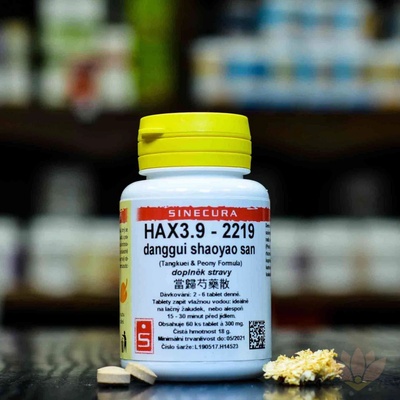 SINECURA
HAX3.9 - 2219
danggui shaoyao san
(Tangkuei & Peony Formula)
doplněk stravy
當歸芍藥散
Dávkování: 2 - 6 tablet denně.
Tablety zapít vlažnou vodou: ideálně
na lačný žaludek, nebo alespoň
15 - 30 minut před jídlem.
Obsahuje 60 ks tablet à 300 mg.
Čistá hmotnost 18 g.
Minimální trvanlivost do: 05/2021
Číslo šarže: L190517.H14523